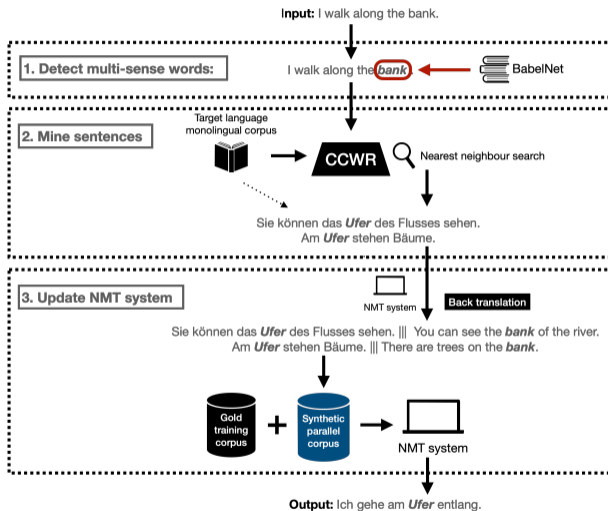 Input: I walk along the bank.
1. Detect multi-sense words:
I walk along the bank.
BabelNet
2. Mine sentences
Target language
monolingual corpus
CCWR
Nearest neighbour search
Sie können das Ufer des Flusses sehen.
Am Ufer stehen Bäume.
3. Update NMT system
NMT system
Back translation
Sie können das Ufer des Flusses sehen. ||| You can see the bank of the river.
Am Ufer stehen Bäume. ||| There are trees on the bank.
Gold
training
corpus
+
Synthetic
parallel
corpus
NMT system
Output: Ich gehe am Ufer entlang.